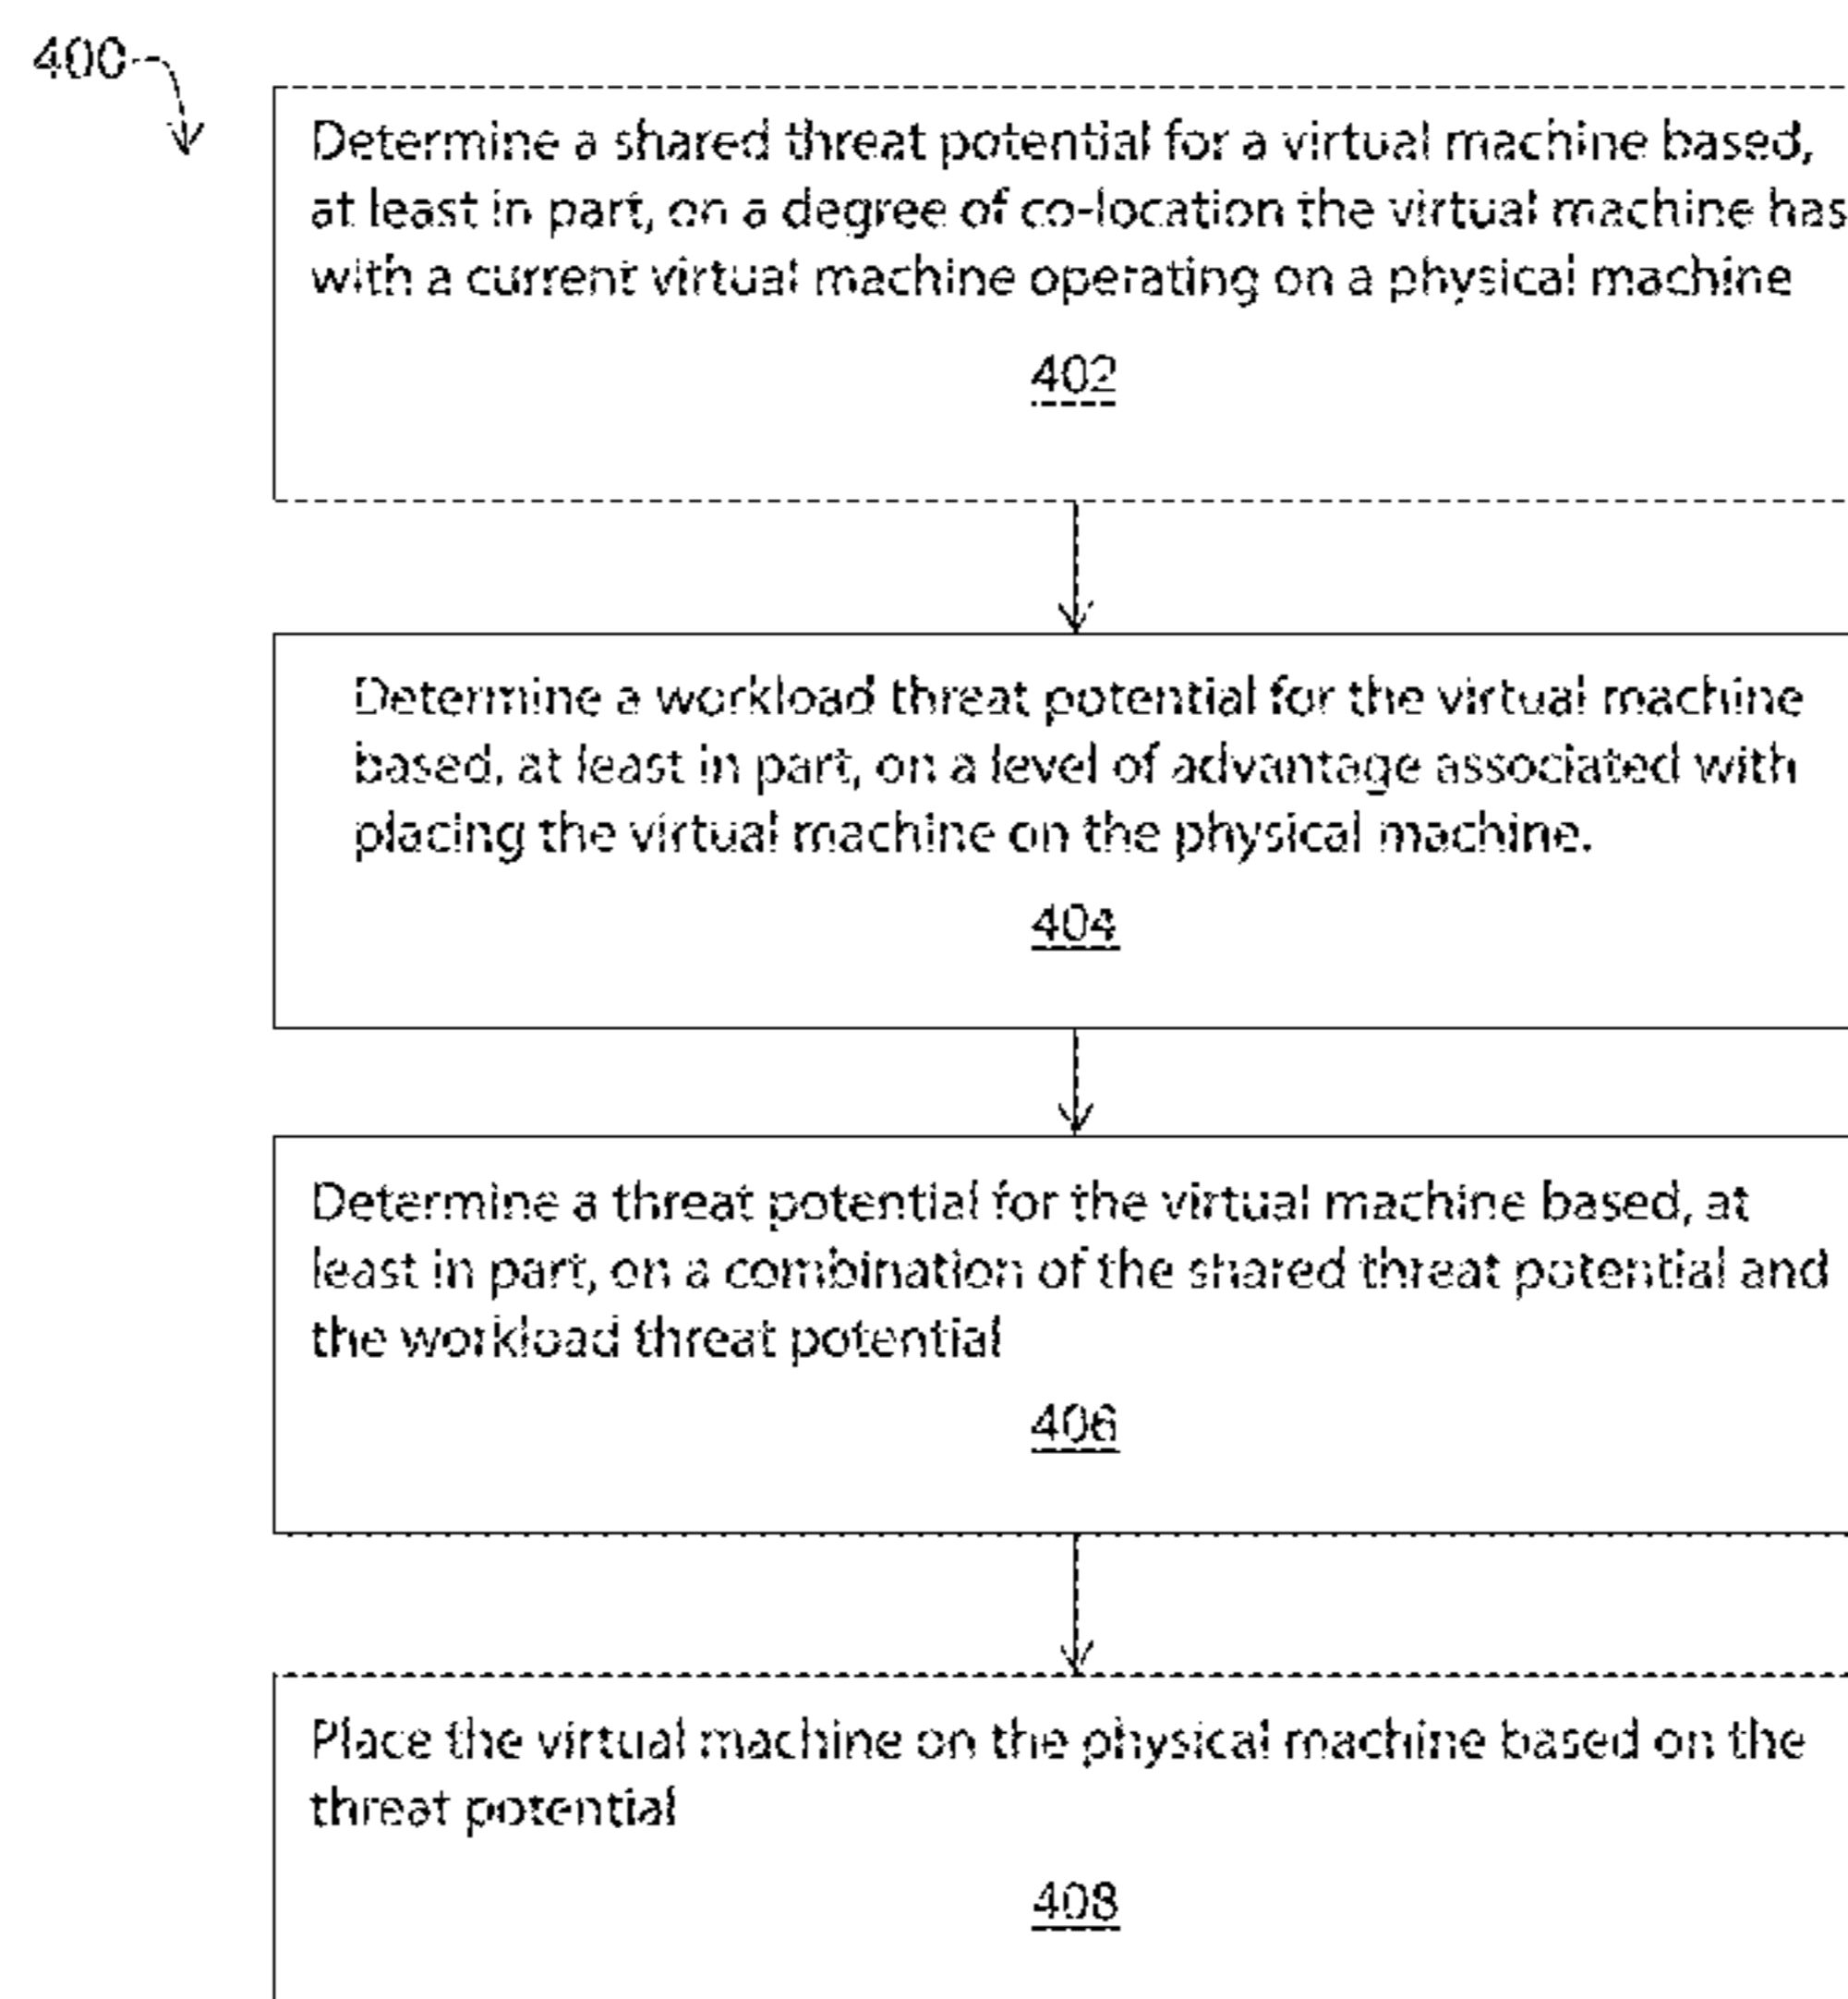 400
Determine a shared threat potential for a virtual machine based,
at least in part, on a degree of co-location the virtual machine has
with a current virtual machine operating on a physical machine
402
Determine a workload threat potential for the virtual machine
based, at least in part, on a level of advantage associated with
placing the virtual machine on the physical machine.
404
Determine a threat potential for the virtual machine based, at
least in part, on a combination of the shared threat potential and
the workload threat potential
406
Place the virtual machine on the physical machine based on the
threat potential
408